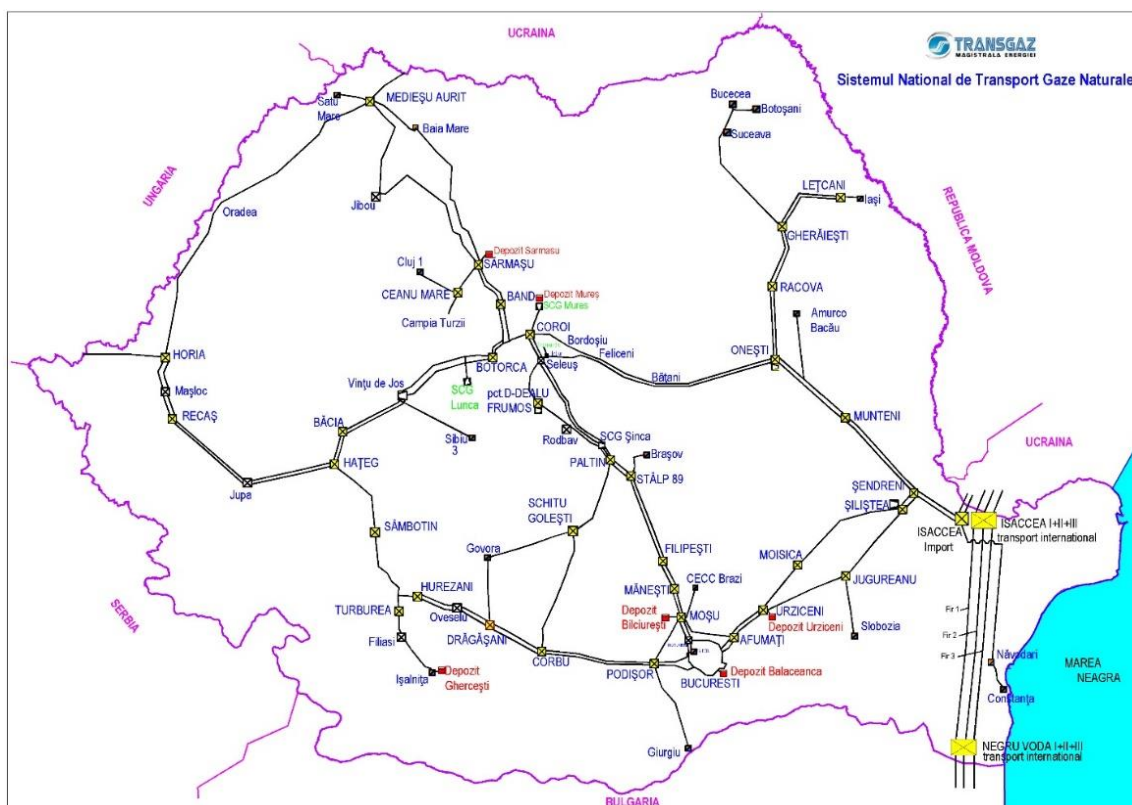 UCRAINA
TRANSGAZ
MAGISTRALA ENERGIEI
Sistemul National de Transport Gaze Naturale
Satu
Mare
MEDIEŞU AURIT
Baia Mare
Bucecea
Botoşani
Suceava
UNGARIA
Oradea
Jibou
LEŢCANI
Iaşi
GHERĂIEŞTI
REPUBLICA MOLDOVA
Depozit Sarmasu
SĂRMAŞU
Cluj 1
CEANU MARE
Campia Turzii
BAND
Depozit Mureş
SCG Mures
RACOVA
Amurco
Bacău
COROI
Bordoşiu
Feliceni
HORIA
Maşloc
RECAŞ
BOTORCA
Seleuş
Bățani
ONEŞTI
Vinţu de Jos
SCG
Lunca
pct.D-DEALU
FRUMOS
BĂCIA
Sibiu
3
Rodbav
SCG Şinca
MUNTENI
HAŢEG
PALTIN
Braşov
STÂLP 89
UCRAINA
Jupa
ŞENDRENI
ŞILIŞTEA
SCHITU
GOLEŞTI
ISACCEA
Import
ISACCEA I+II+III
transport international
SÂMBOTIN
Govora
FILIPEŞTI
MOISICA
CECC Brazi
MĂNEŞTI
JUGUREANU
HUREZANI
Fir 1
SERBIA
TURBUREA
Oveselu
Depozit
Bilciureşti
MOŞU
URZICENI
Depozit Urziceni
Slobozia
Fir 2
Filiasi
DRĂGĂŞANI
AFUMAŢI
Fir 3
Năvodari
MAREA
NEAGRA
CORBU
Işalniţa
Depozit
Gherceşti
PODIŞOR
BUCURESTI
Depozit Balaceanca
Constanţa
Giurgiu
NEGRU VODA I+II+III
transport international
BULGARIA